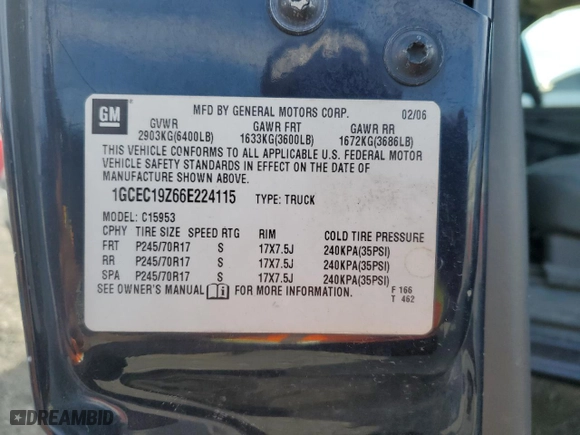 GM
MFD BY GENERAL MOTORS CORP. 02/06
GVWR GAWR FRT GAWR RR
2903KG(6400LB) 1633KG(3600LB) 1672KG(3686LB)
THIS VEHICLE CONFORMS TO ALL APPLICABLE U.S. FEDERAL MOTOR
VEHICLE SAFETY STANDARDS IN EFFECT ON THE DATE OF
MANUFACTURE SHOWN ABOVE.
1GCEC19Z66E224115 TYPE: TRUCK
MODEL: C15953
CPHY TIRE SIZE SPEED RTG RIM COLD TIRE PRESSURE
FRT P245/70R17 S 17X7.5J 240KPA(35PSI)
RR P245/70R17 S 17X7.5J 240KPA(35PSI)
SPA P245/70R17 S 17X7.5J 240KPA(35PSI)
SEE OWNER'S MANUAL FOR MORE INFORMATION.
F 166
T 462
DREAMBID